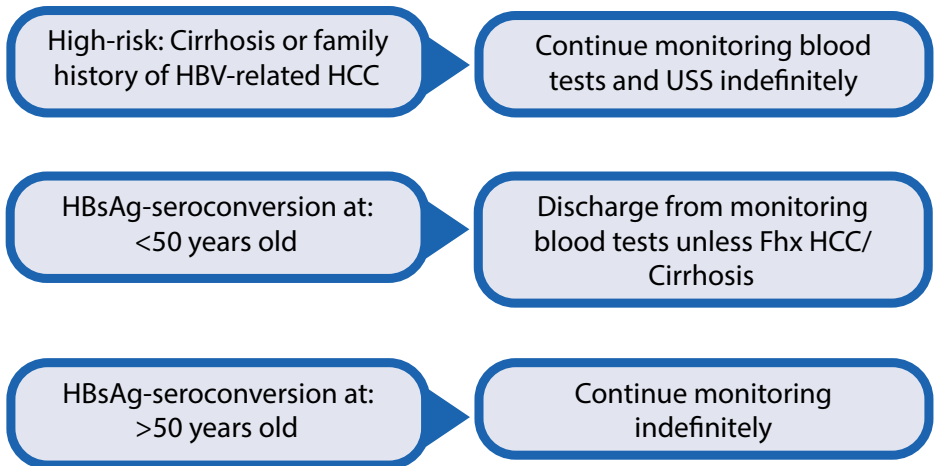 High-risk: Cirrhosis or family
history of HBV-related HCC
Continue monitoring blood
tests and USS indefinitely
HBsAg-seroconversion at:
<50 years old
Discharge from monitoring
blood tests unless Fhx HCC/
Cirrhosis
HBsAg-seroconversion at:
>50 years old
Continue monitoring
indefinitely